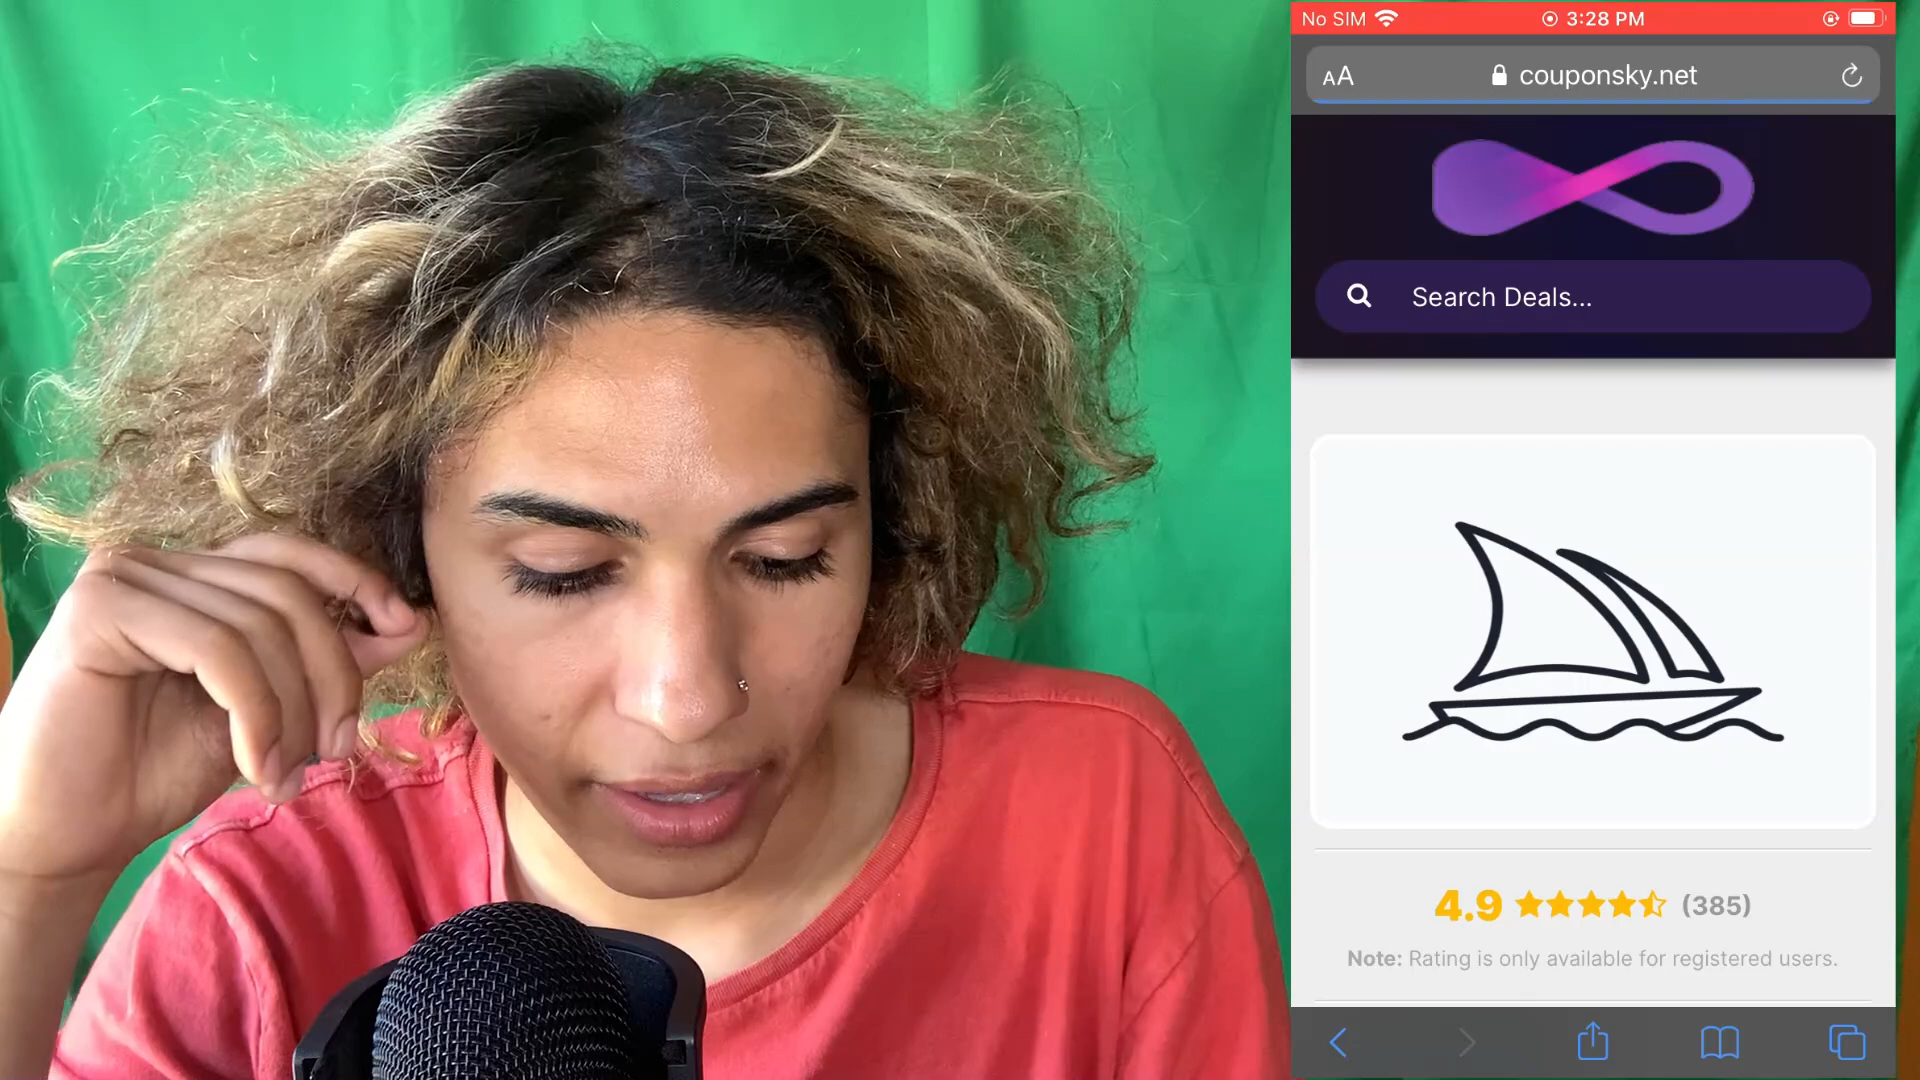 No SIM 3:28 PM
AA couponsky.net
Search Deals...
4.9 (385)
Note: Rating is only available for registered users.